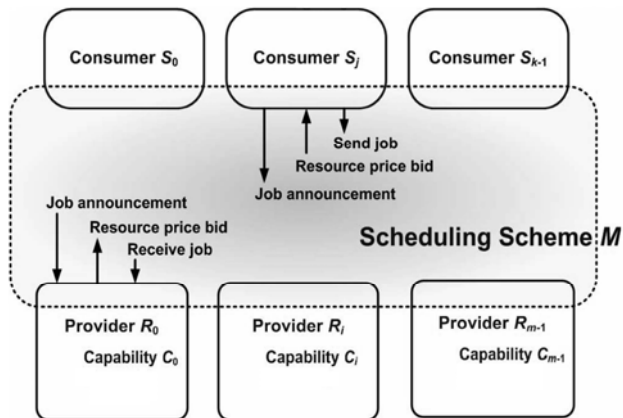 Consumer S0
Consumer Sj
Consumer Sk-1
Send job
Resource price bid
Job announcement
Job announcement
Resource price bid
Receive job
Scheduling Scheme M
Provider R0
Capability C0
Provider Ri
Capability Ci
Provider Rm-1
Capability Cm-1